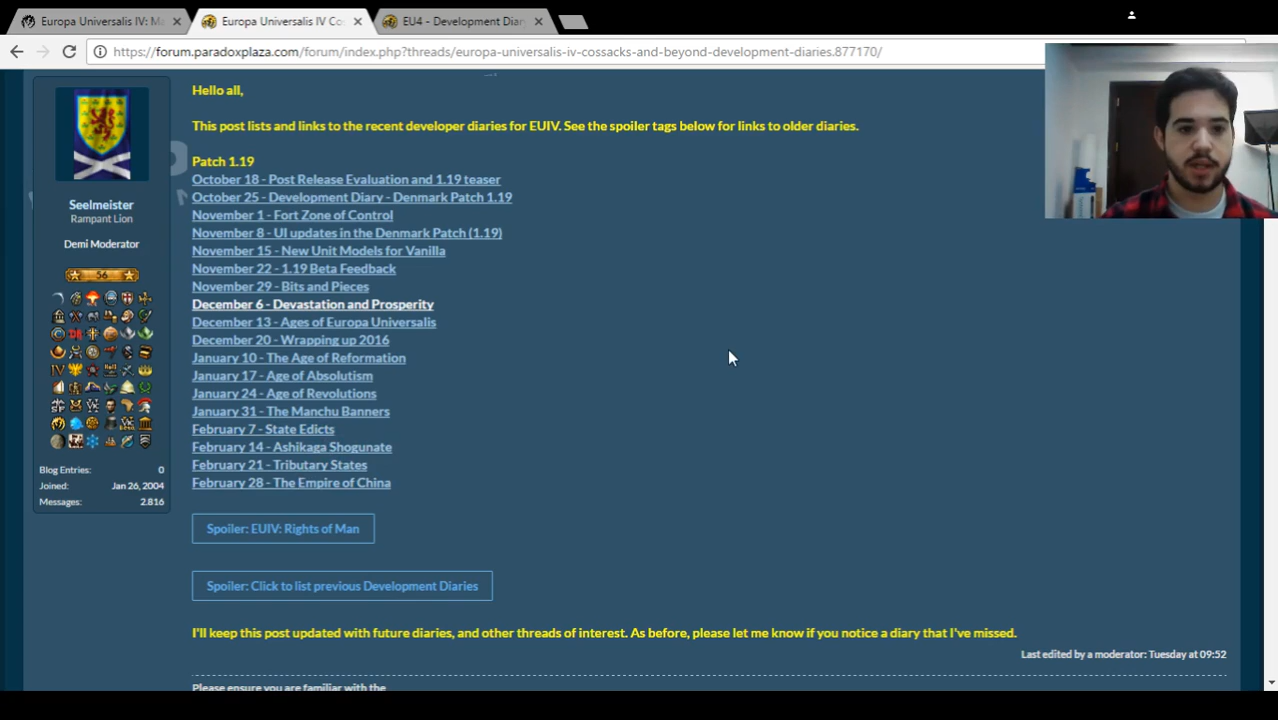 Europa Universalis IV: M
Europa Universalis IV Co
EU4 - Development Diar
https://forum.paradoxplaza.com/forum/index.php?threads/europa-universalis-iv-cossacks-and-beyond-development-diaries.877170/
Hello all,
This post lists and links to the recent developer diaries for EUIV. See the spoiler tags below for links to older diaries.
Patch 1.19
October 18 - Post Release Evaluation and 1.19 teaser
October 25 - Development Diary - Denmark Patch 1.19
November 1 - Fort Zone of Control
November 8 - UI updates in the Denmark Patch (1.19)
November 15 - New Unit Models for Vanilla
November 22 - 1.19 Beta Feedback
November 29 - Bits and Pieces
December 6 - Devastation and Prosperity
December 13 - Ages of Europa Universalis
December 20 - Wrapping up 2016
January 10 - The Age of Reformation
January 17 - Age of Absolutism
January 24 - Age of Revolutions
January 31 - The Manchu Banners
February 7 - State Edicts
February 14 - Ashikaga Shogunate
February 21 - Tributary States
February 28 - The Empire of China
Seelmeister
Rampant Lion
Demi Moderator
56
Blog Entries: 0
Joined: Jan 26, 2004
Messages: 2.816
Spoiler: EUIV: Rights of Man
Spoiler: Click to list previous Development Diaries
I'll keep this post updated with future diaries, and other threads of interest. As before, please let me know if you notice a diary that I've missed.
Last edited by a moderator: Tuesday at 09:52
Please ensure you are familiar with the